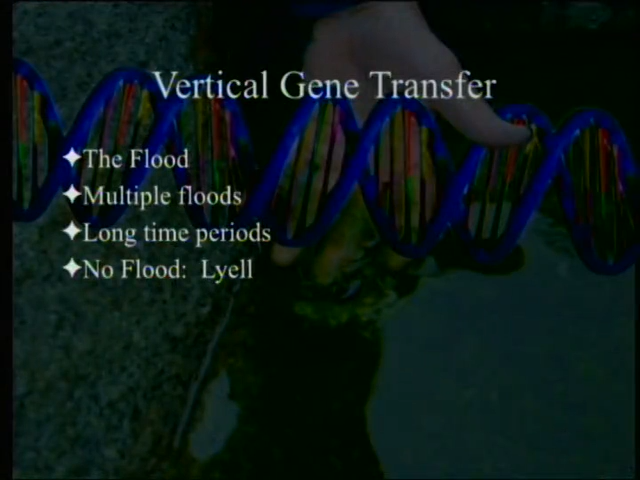 Vertical Gene Transfer
✦The Flood
✦Multiple floods
✦Long time periods
✦No Flood: Lyell